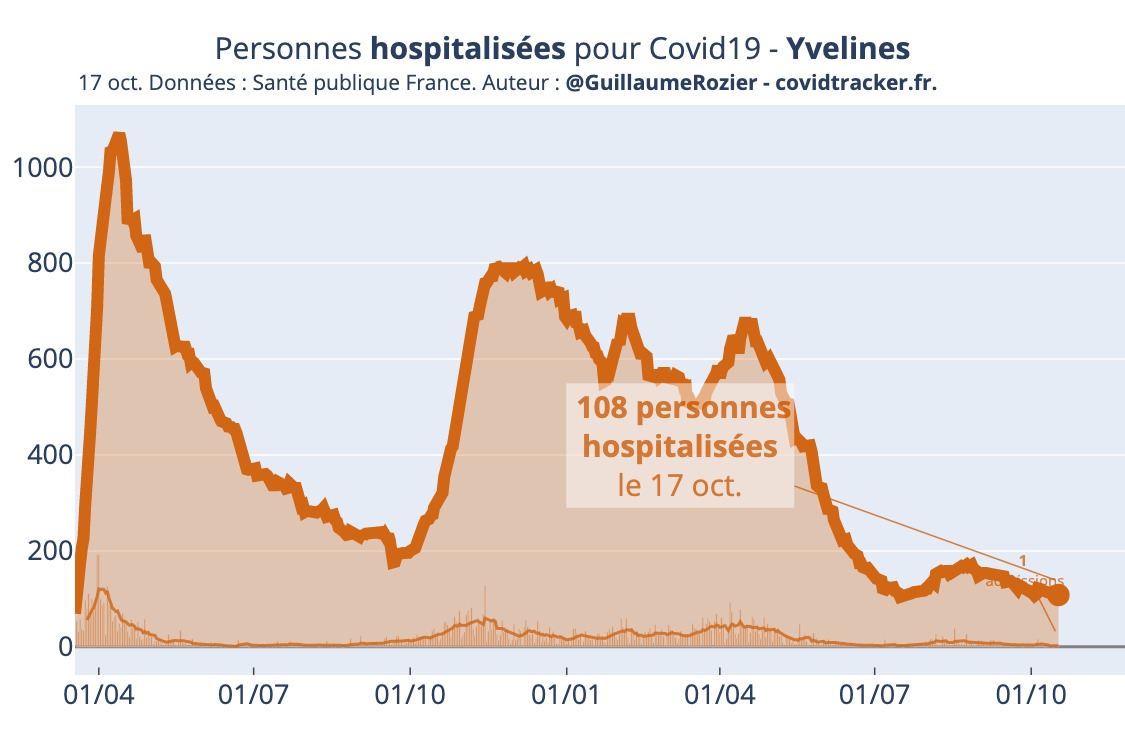 Personnes hospitalisées pour Covid19 - Yvelines
17 oct. Données : Santé publique France. Auteur : @GuillaumeRozier - covidtracker.fr.
1000
800
600
400
200
0
108 personnes
hospitalisées
le 17 oct.
1
admissions
01/04
01/07
01/10
01/01
01/04
01/07
01/10